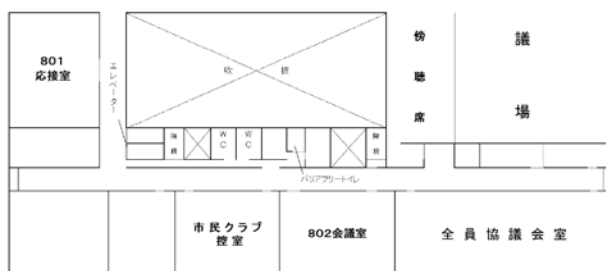 801
応接室
エレベーター
吹 抜
傍聴席
議場
階段
WC
WC
階段
バリアフリートイレ
市民クラブ
控室
802会議室
全員協議会室